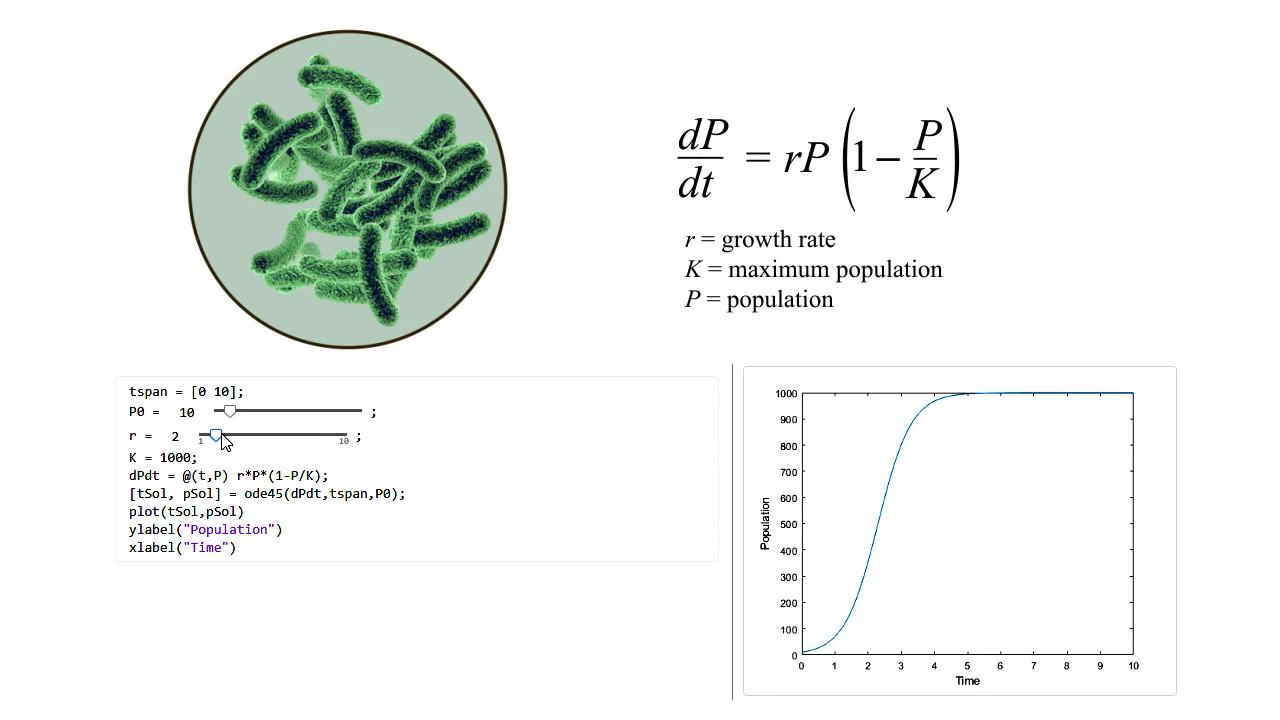 dP/dt = rP (1 − P/K)
r = growth rate
K = maximum population
P = population
tspan = [0 10];
P0 = 10 ;
r = 2 1 10 ;
K = 1000;
dPdt = @(t,P) r*P*(1-P/K);
[tSol, pSol] = ode45(dPdt,tspan,P0);
plot(tSol,pSol)
ylabel("Population")
xlabel("Time")
Population
1000
900
800
700
600
500
400
300
200
100
0
0 1 2 3 4 5 6 7 8 9 10
Time